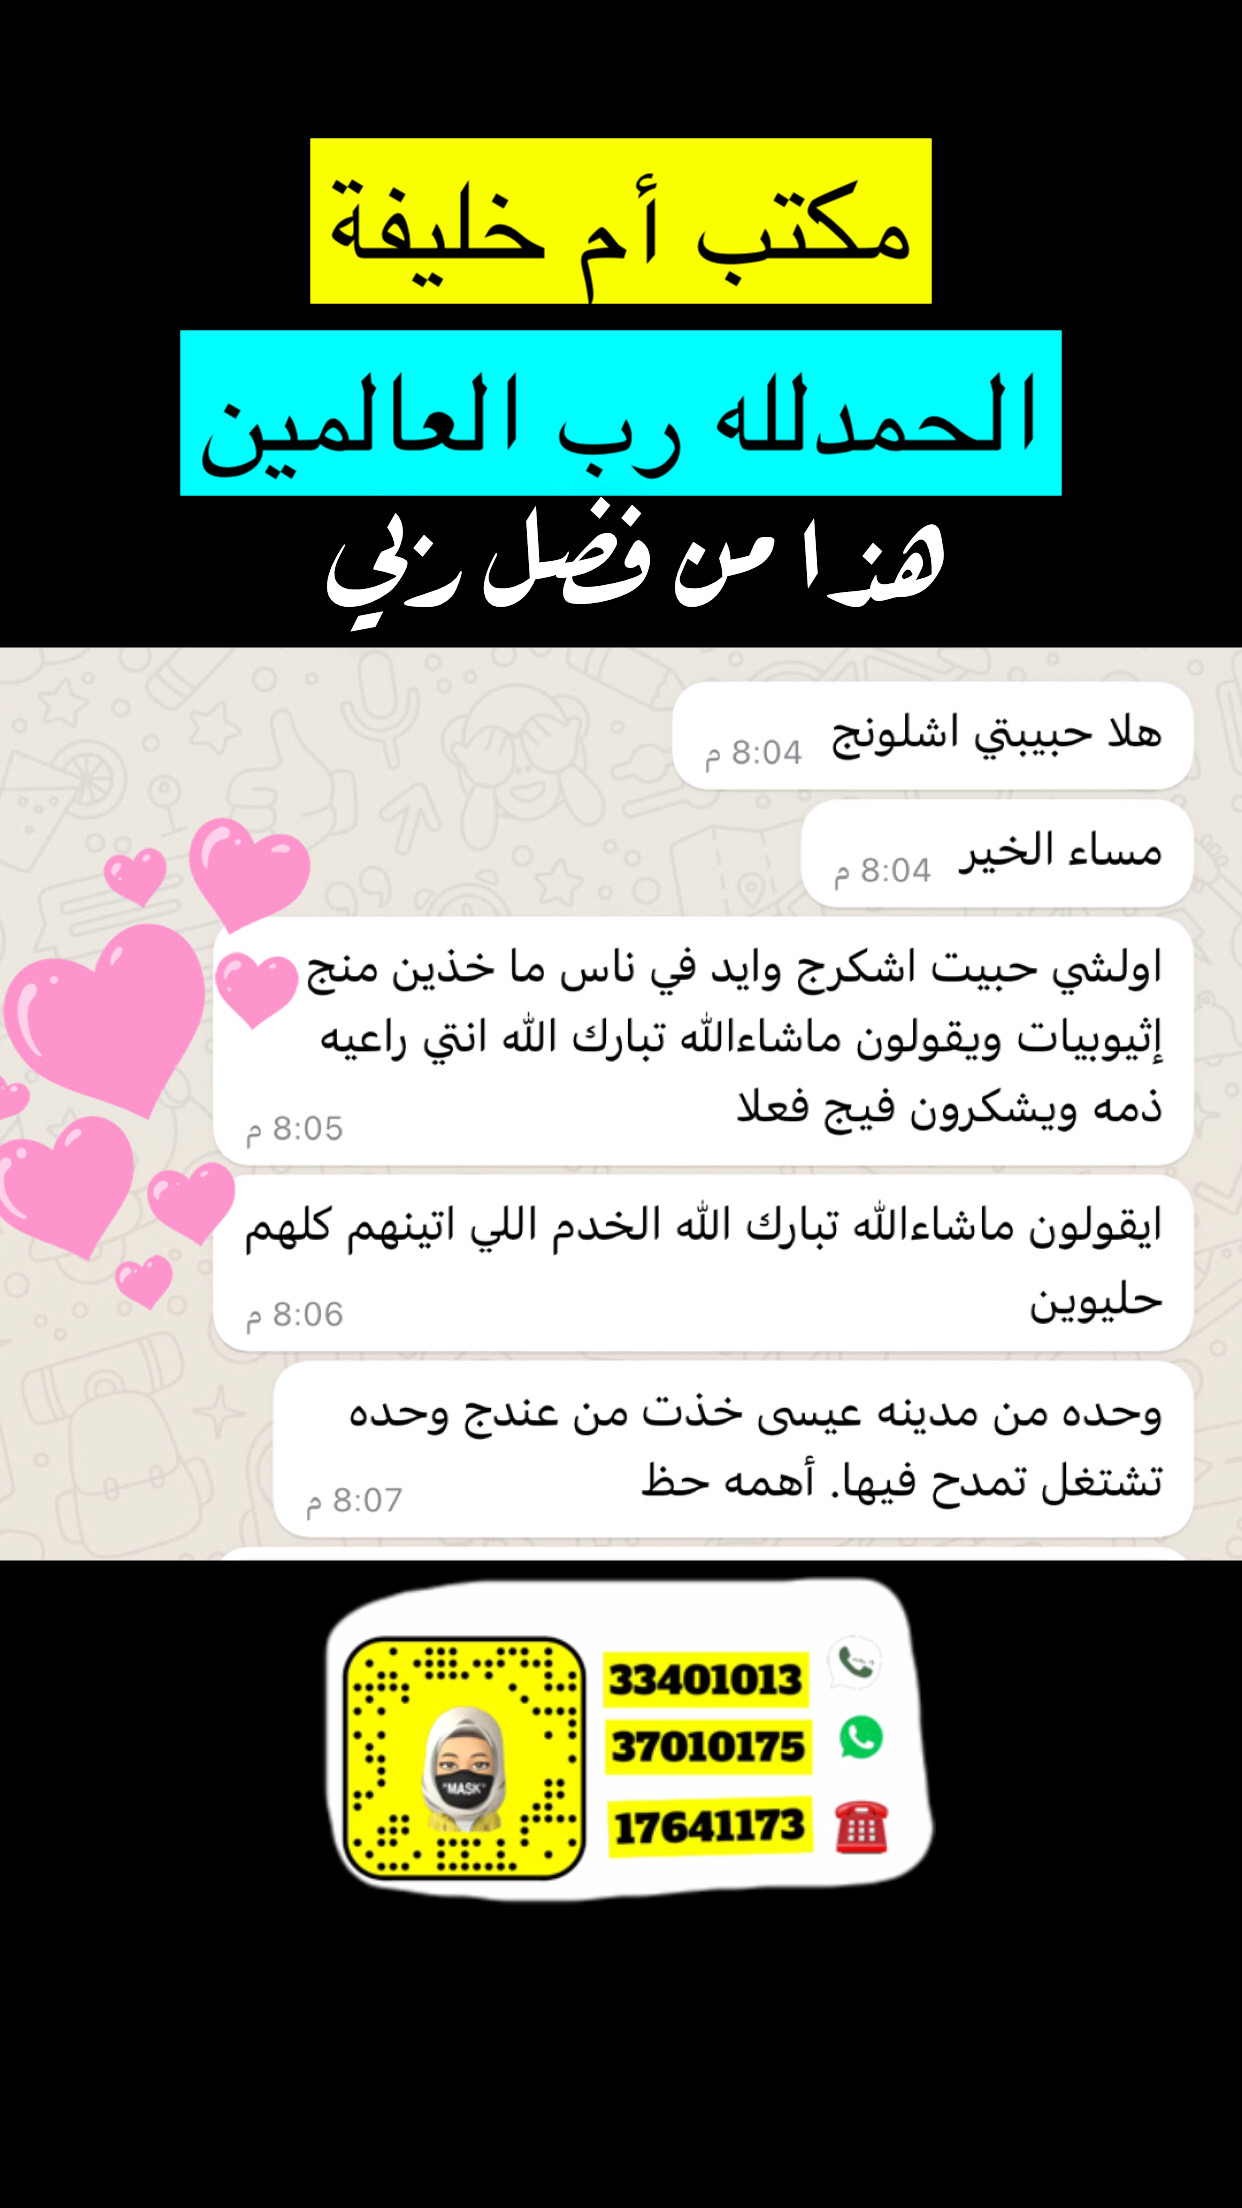 مكتب أم خليفة
الحمدلله رب العالمين
هذا من فضل ربي
هلا حبيبتي اشلونج
8:04 م
مساء الخير
8:04 م
اولشي حبيت اشكرج وايد في ناس ما خذين منج
إثيوبيات ويقولون ماشاءالله تبارك الله انتي راعيه
ذمه ويشكرون فيج فعلا
8:05 م
ايقولون ماشاءالله تبارك الله الخدم اللي اتينهم كلهم
حليوين
8:06 م
وحده من مدينه عيسى خذت من عندج وحده
تشتغل تمدح فيها. أهمه حظ
8:07 م
33401013
37010175
17641173
"MASK"